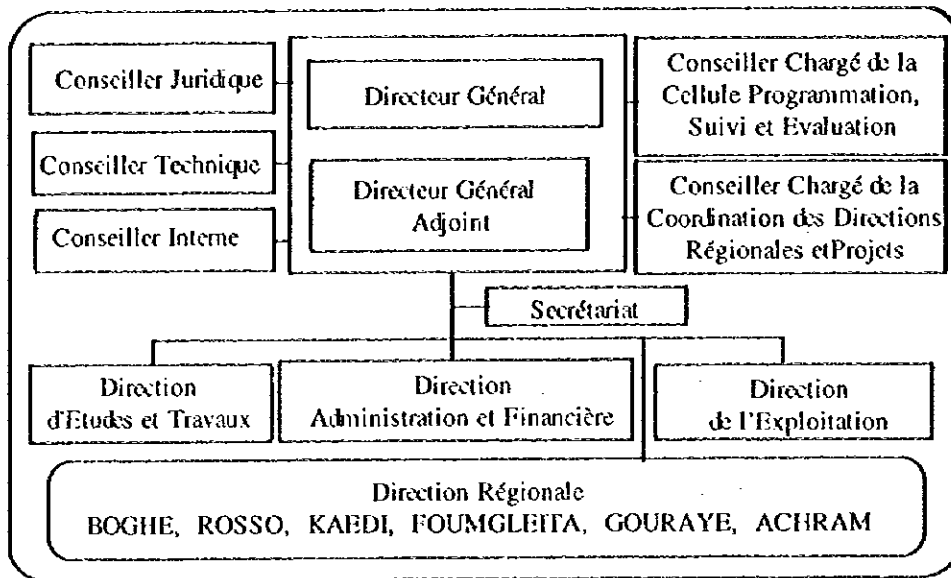 Conseiller Juridique
Conseiller Technique
Conseiller Interne
Directeur Général
Directeur Général
Adjoint
Conseiller Chargé de la
Cellule Programmation,
Suivi et Evaluation
Conseiller Chargé de la
Coordination des Directions
Régionales etProjets
Secrétariat
Direction
d'Etudes et Travaux
Direction
Administration et Financière
Direction
de l'Exploitation
Direction Régionale
BOGHE, ROSSO, KAEDI, FOUMGLEITA, GOURAYE, ACHRAM